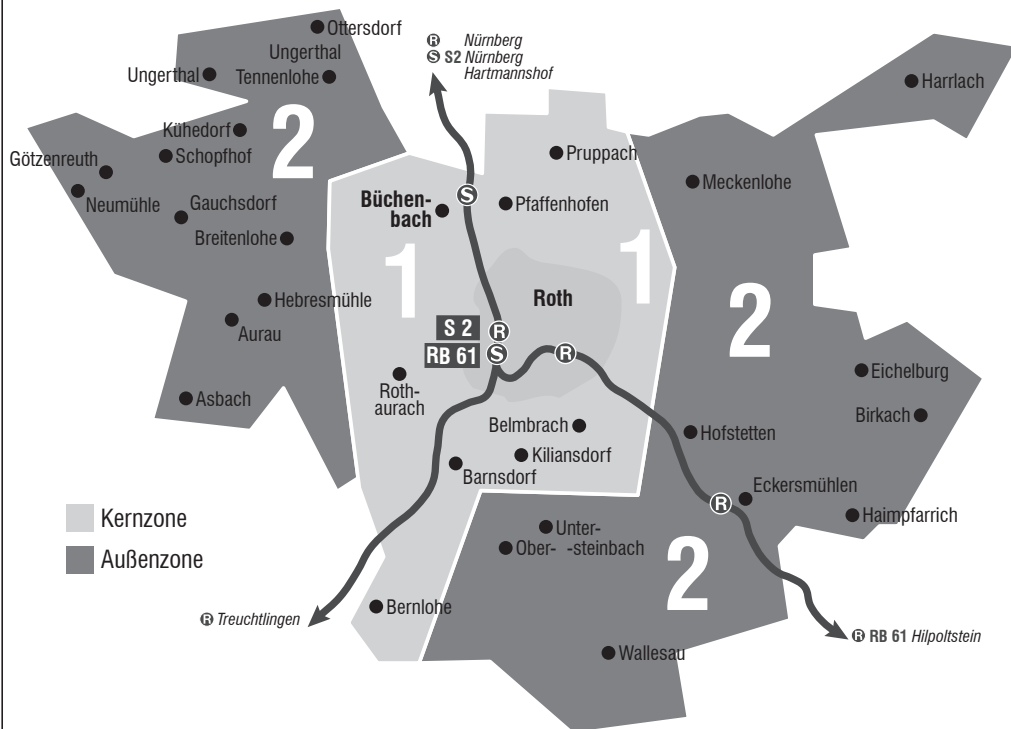 Ottersdorf
Ungerthal
Tennenlohe
Ungerthal
Kühedorf
Schopfhof
2
Götzenreuth
Neumühle
Gauchsdorf
Breitenlohe
Hebresmühle
Aurau
Asbach
R Nürnberg
S S2 Nürnberg
Hartmannshof
S
Büchen-
bach
Pruppach
Pfaffenhofen
1
1
Roth
S 2 R
RB 61 S
R
Roth-
aurach
Belmbrach
Kiliansdorf
Barnsdorf
Bernlohe
Harrlach
Meckenlohe
2
Eichelburg
Birkach
Hofstetten
Eckersmühlen
R
Haimpfarrich
Unter-
Ober- -steinbach
2
Wallesau
Kernzone
Außenzone
R Treuchtlingen
R RB 61 Hilpoltstein